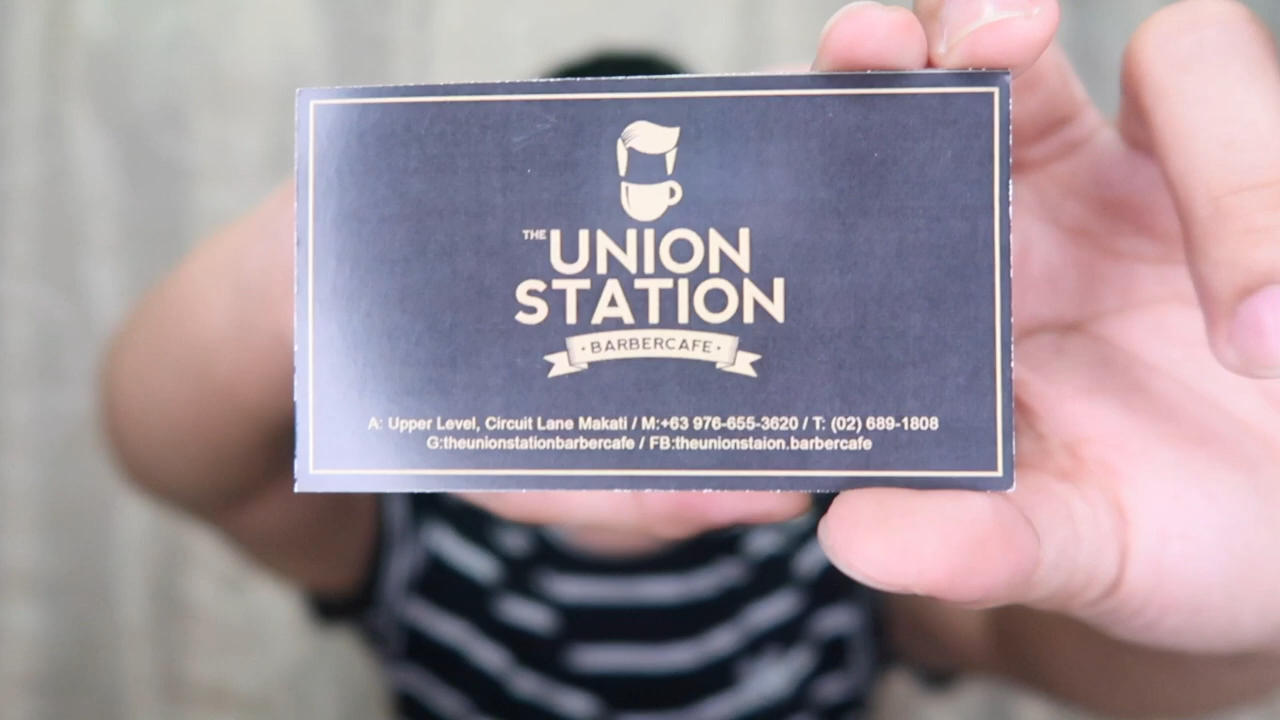 THE UNION
STATION
·BARBERCAFE·
A: Upper Level, Circuit Lane Makati / M:+63 976-655-3620 / T: (02) 689-1808
G:theunionstationbarbercafe / FB:theunionstaion.barbercafe